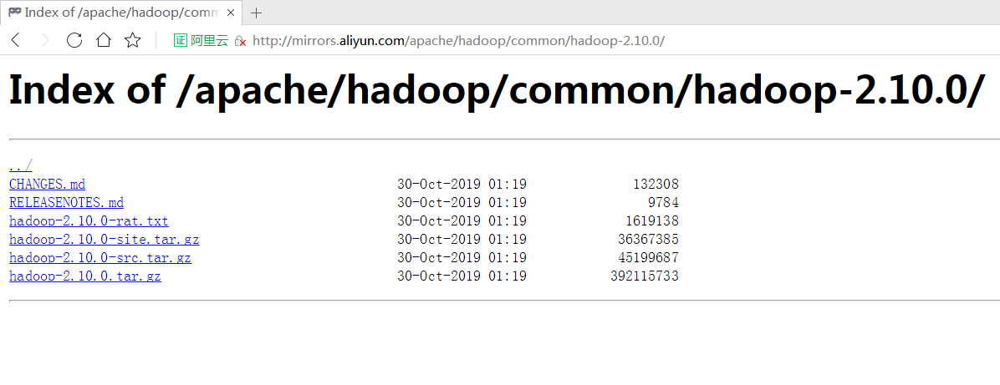 Index of /apache/hadoop/comm
证 阿里云 http://mirrors.aliyun.com/apache/hadoop/common/hadoop-2.10.0/
Index of /apache/hadoop/common/hadoop-2.10.0/
../
CHANGES.md 30-Oct-2019 01:19 132308
RELEASENOTES.md 30-Oct-2019 01:19 9784
hadoop-2.10.0-rat.txt 30-Oct-2019 01:19 1619138
hadoop-2.10.0-site.tar.gz 30-Oct-2019 01:19 36367385
hadoop-2.10.0-src.tar.gz 30-Oct-2019 01:19 45199687
hadoop-2.10.0.tar.gz 30-Oct-2019 01:19 392115733